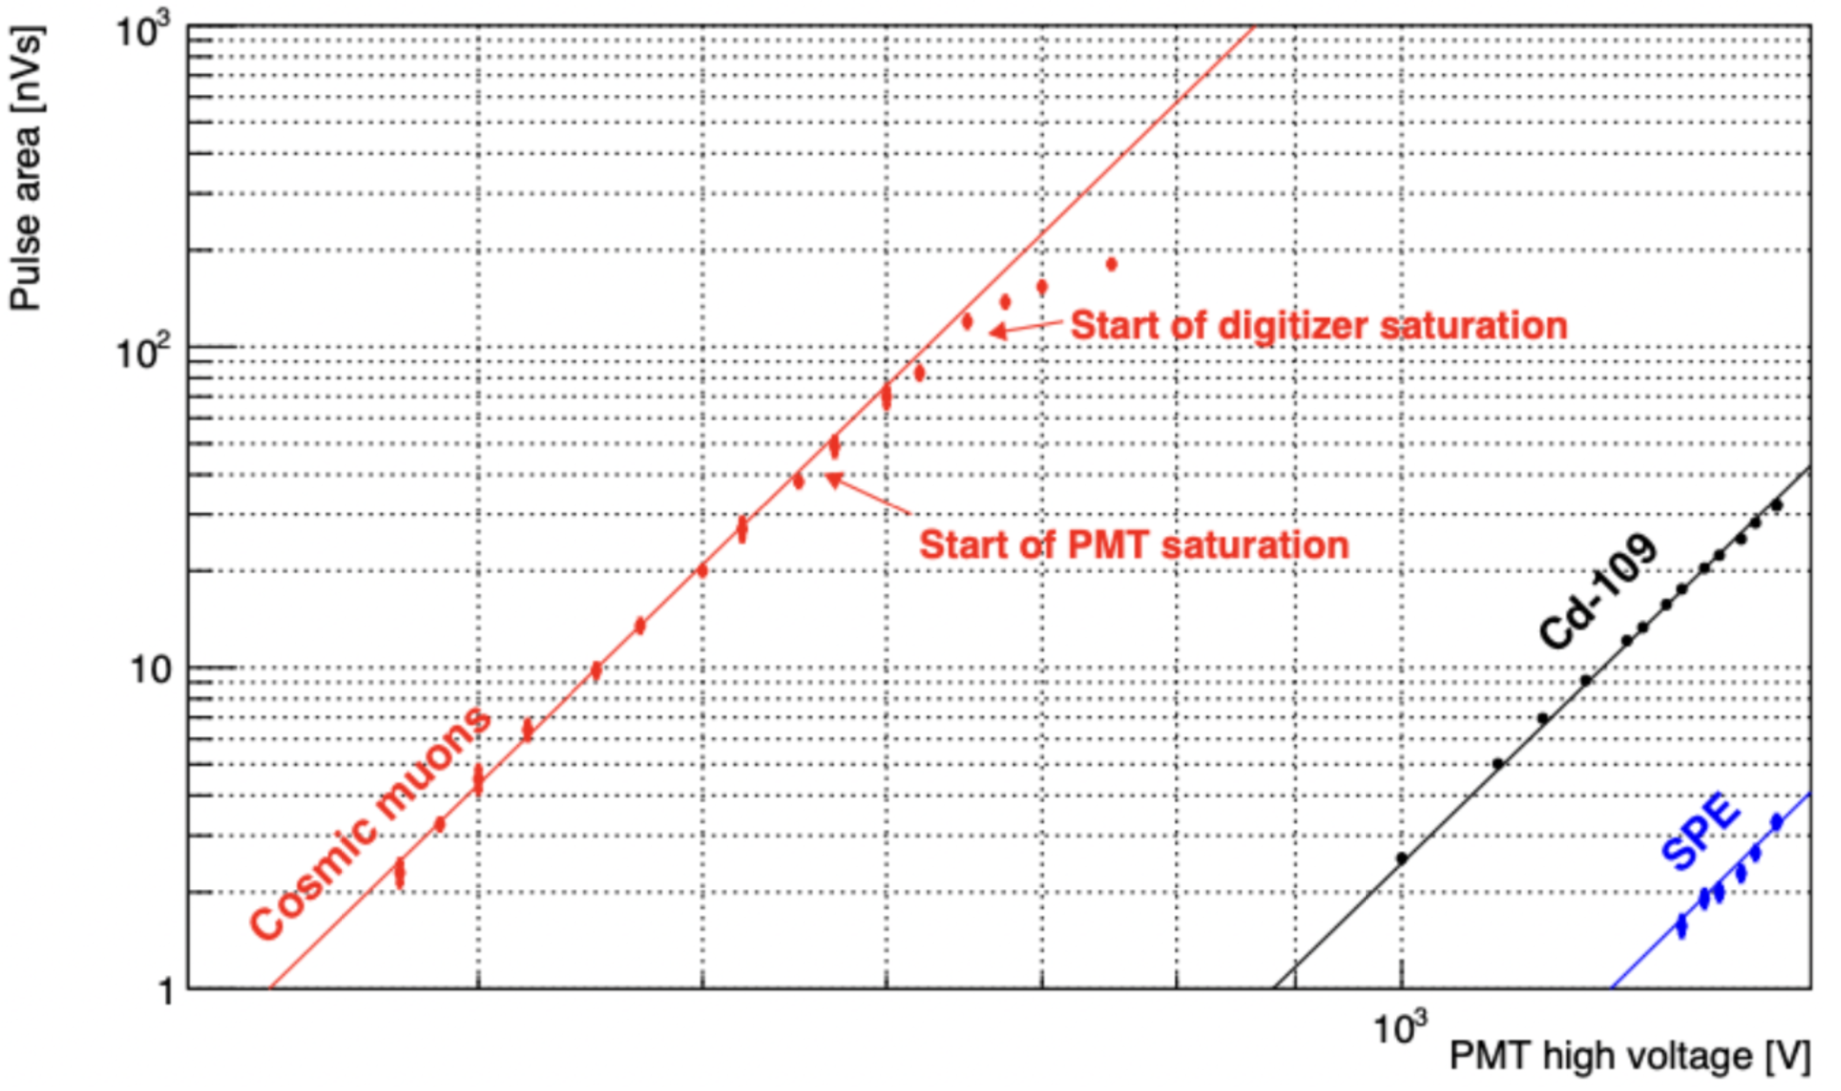 Pulse area [nVs]
10³
10²
10
1
Start of digitizer saturation
Start of PMT saturation
Cosmic muons
Cd-109
SPE
10³
PMT high voltage [V]